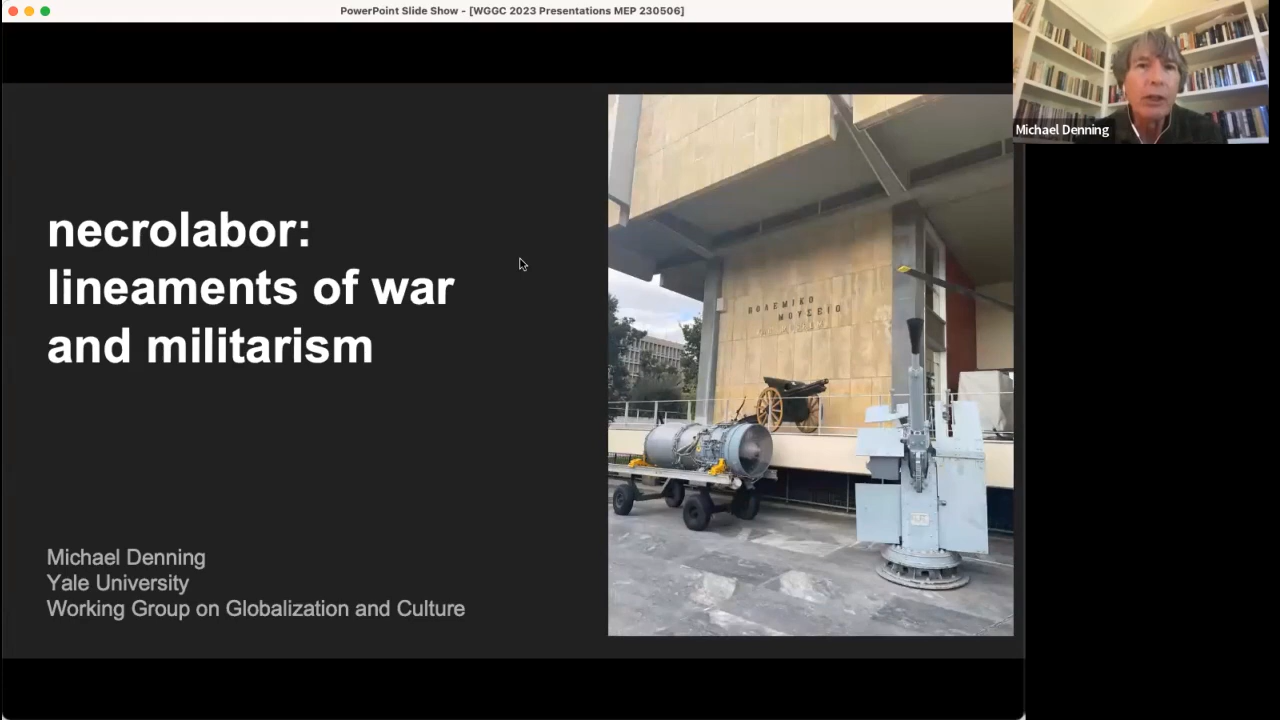 PowerPoint Slide Show - [WGGC 2023 Presentations MEP 230506]
Michael Denning
necrolabor:
lineaments of war
and militarism
ΠΟΛΕΜΙΚΟ
ΜΟΥΣΕΙΟ
Michael Denning
Yale University
Working Group on Globalization and Culture